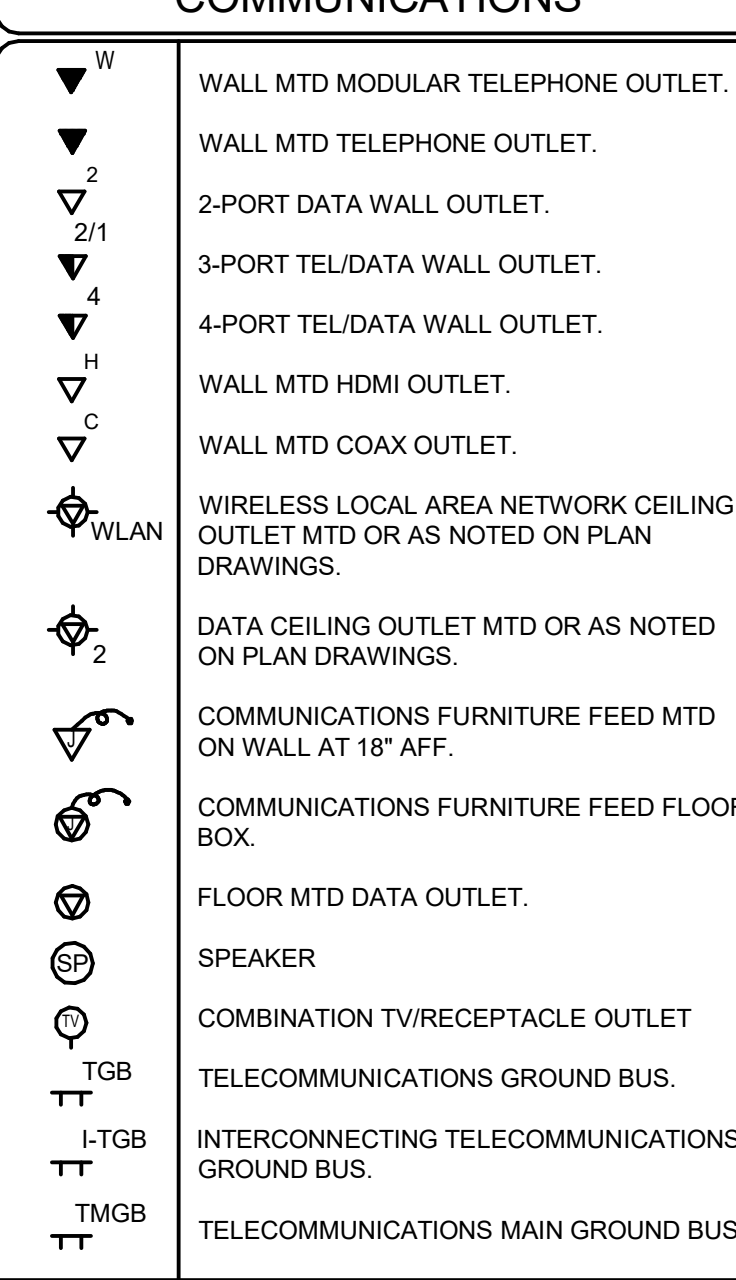 COMMUNICATIONS
W
WALL MTD MODULAR TELEPHONE OUTLET.
WALL MTD TELEPHONE OUTLET.
2
2-PORT DATA WALL OUTLET.
2/1
3-PORT TEL/DATA WALL OUTLET.
4
4-PORT TEL/DATA WALL OUTLET.
H
WALL MTD HDMI OUTLET.
C
WALL MTD COAX OUTLET.
WLAN
WIRELESS LOCAL AREA NETWORK CEILING
OUTLET MTD OR AS NOTED ON PLAN
DRAWINGS.
2
DATA CEILING OUTLET MTD OR AS NOTED
ON PLAN DRAWINGS.
J
COMMUNICATIONS FURNITURE FEED MTD
ON WALL AT 18" AFF.
J
COMMUNICATIONS FURNITURE FEED FLOOR
BOX.
FLOOR MTD DATA OUTLET.
SP
SPEAKER
TV
COMBINATION TV/RECEPTACLE OUTLET
TGB
TELECOMMUNICATIONS GROUND BUS.
I-TGB
INTERCONNECTING TELECOMMUNICATIONS
GROUND BUS.
TMGB
TELECOMMUNICATIONS MAIN GROUND BUS